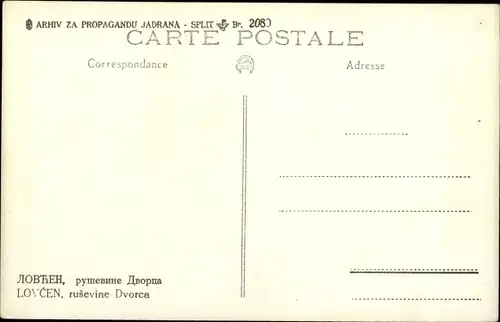 ARHIV ZA PROPAGANDU JADRANA - SPLIT Br. 2080
CARTE POSTALE
Correspondance
Adresse
ЛОВЋЕН, рушевине Дворца
LOVĆEN, ruševine Dvorca